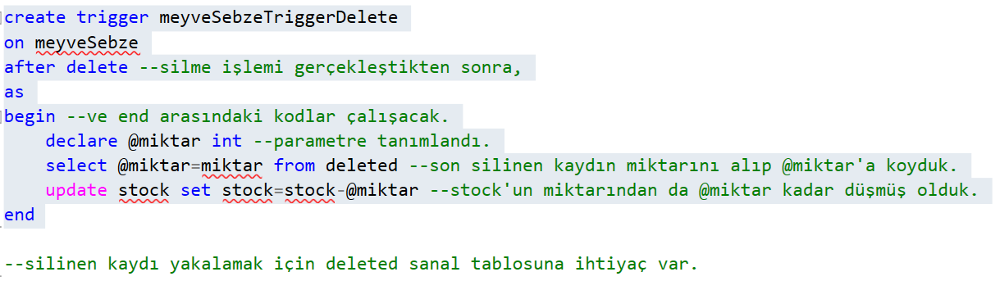 create trigger meyveSebzeTriggerDelete
on meyveSebze
after delete --silme işlemi gerçekleştikten sonra,
as
begin --ve end arasındaki kodlar çalışacak.
    declare @miktar int --parametre tanımlandı.
    select @miktar=miktar from deleted --son silinen kaydın miktarını alıp @miktar'a koyduk.
    update stock set stock=stock-@miktar --stock'un miktarından da @miktar kadar düşmüş olduk.
end

--silinen kaydı yakalamak için deleted sanal tablosuna ihtiyaç var.